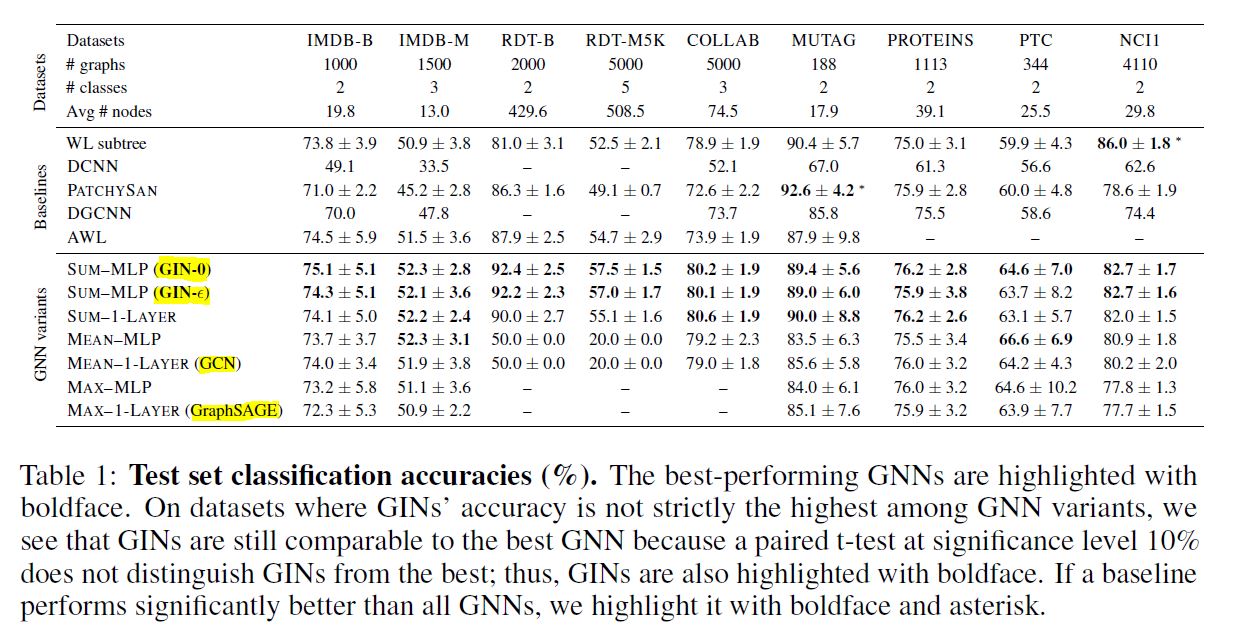 Datasets IMDB-B IMDB-M RDT-B RDT-M5K COLLAB MUTAG PROTEINS PTC NCI1
Datasets
# graphs 1000 1500 2000 5000 5000 188 1113 344 4110
# classes 2 3 2 5 3 2 2 2 2
Avg # nodes 19.8 13.0 429.6 508.5 74.5 17.9 39.1 25.5 29.8
Baselines
WL subtree 73.8 ± 3.9 50.9 ± 3.8 81.0 ± 3.1 52.5 ± 2.1 78.9 ± 1.9 90.4 ± 5.7 75.0 ± 3.1 59.9 ± 4.3 86.0 ± 1.8 *
DCNN 49.1 33.5 – – 52.1 67.0 61.3 56.6 62.6
PATCHYSAN 71.0 ± 2.2 45.2 ± 2.8 86.3 ± 1.6 49.1 ± 0.7 72.6 ± 2.2 92.6 ± 4.2 * 75.9 ± 2.8 60.0 ± 4.8 78.6 ± 1.9
DGCNN 70.0 47.8 – – 73.7 85.8 75.5 58.6 74.4
AWL 74.5 ± 5.9 51.5 ± 3.6 87.9 ± 2.5 54.7 ± 2.9 73.9 ± 1.9 87.9 ± 9.8 – – –
GNN variants
SUM–MLP (GIN-0) 75.1 ± 5.1 52.3 ± 2.8 92.4 ± 2.5 57.5 ± 1.5 80.2 ± 1.9 89.4 ± 5.6 76.2 ± 2.8 64.6 ± 7.0 82.7 ± 1.7
SUM–MLP (GIN-ϵ) 74.3 ± 5.1 52.1 ± 3.6 92.2 ± 2.3 57.0 ± 1.7 80.1 ± 1.9 89.0 ± 6.0 75.9 ± 3.8 63.7 ± 8.2 82.7 ± 1.6
SUM–1-LAYER 74.1 ± 5.0 52.2 ± 2.4 90.0 ± 2.7 55.1 ± 1.6 80.6 ± 1.9 90.0 ± 8.8 76.2 ± 2.6 63.1 ± 5.7 82.0 ± 1.5
MEAN–MLP 73.7 ± 3.7 52.3 ± 3.1 50.0 ± 0.0 20.0 ± 0.0 79.2 ± 2.3 83.5 ± 6.3 75.5 ± 3.4 66.6 ± 6.9 80.9 ± 1.8
MEAN–1-LAYER (GCN) 74.0 ± 3.4 51.9 ± 3.8 50.0 ± 0.0 20.0 ± 0.0 79.0 ± 1.8 85.6 ± 5.8 76.0 ± 3.2 64.2 ± 4.3 80.2 ± 2.0
MAX–MLP 73.2 ± 5.8 51.1 ± 3.6 – – – 84.0 ± 6.1 76.0 ± 3.2 64.6 ± 10.2 77.8 ± 1.3
MAX–1-LAYER (GraphSAGE) 72.3 ± 5.3 50.9 ± 2.2 – – – 85.1 ± 7.6 75.9 ± 3.2 63.9 ± 7.7 77.7 ± 1.5
Table 1: Test set classification accuracies (%). The best-performing GNNs are highlighted with
boldface. On datasets where GINs' accuracy is not strictly the highest among GNN variants, we
see that GINs are still comparable to the best GNN because a paired t-test at significance level 10%
does not distinguish GINs from the best; thus, GINs are also highlighted with boldface. If a baseline
performs significantly better than all GNNs, we highlight it with boldface and asterisk.